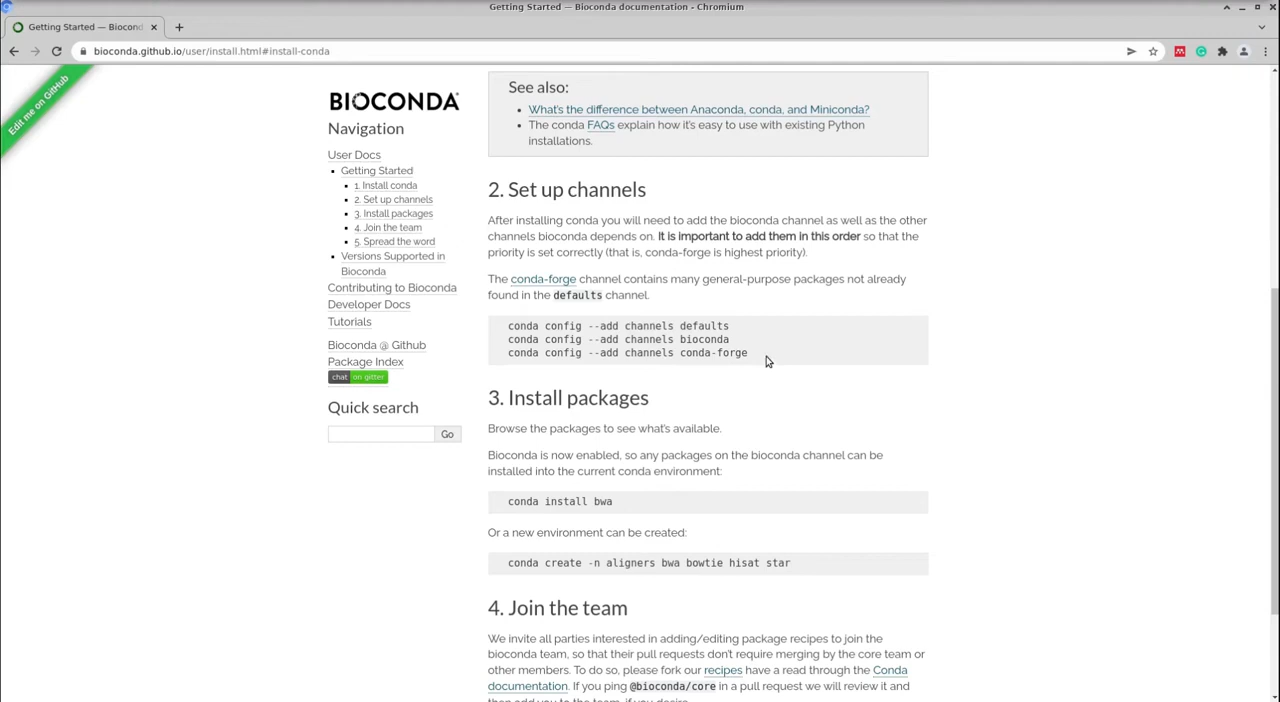 Getting Started — Bioconda documentation - Chromium
Getting Started — Biocond
bioconda.github.io/user/install.html#install-conda
Edit me on GitHub
BIOCONDA
Navigation
User Docs
Getting Started
1. Install conda
2. Set up channels
3. Install packages
4. Join the team
5. Spread the word
Versions Supported in
Bioconda
Contributing to Bioconda
Developer Docs
Tutorials
Bioconda @ Github
Package Index
chat on gitter
Quick search
Go
See also:
What's the difference between Anaconda, conda, and Miniconda?
The conda FAQs explain how it's easy to use with existing Python
installations.
2. Set up channels
After installing conda you will need to add the bioconda channel as well as the other
channels bioconda depends on. It is important to add them in this order so that the
priority is set correctly (that is, conda-forge is highest priority).
The conda-forge channel contains many general-purpose packages not already
found in the defaults channel.
conda config --add channels defaults
conda config --add channels bioconda
conda config --add channels conda-forge
3. Install packages
Browse the packages to see what's available.
Bioconda is now enabled, so any packages on the bioconda channel can be
installed into the current conda environment:
conda install bwa
Or a new environment can be created:
conda create -n aligners bwa bowtie hisat star
4. Join the team
We invite all parties interested in adding/editing package recipes to join the
bioconda team, so that their pull requests don't require merging by the core team or
other members. To do so, please fork our recipes have a read through the Conda
documentation. If you ping @bioconda/core in a pull request we will review it and
then add you to the team, if you desire.